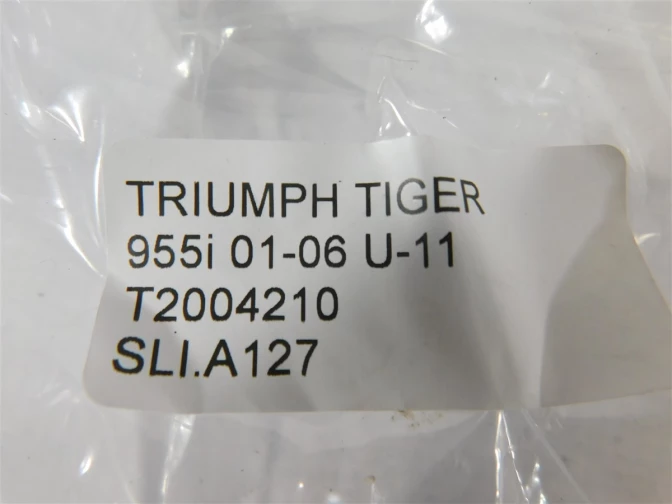 TRIUMPH TIGER
955i 01-06 U-11
T2004210
SLI.A127